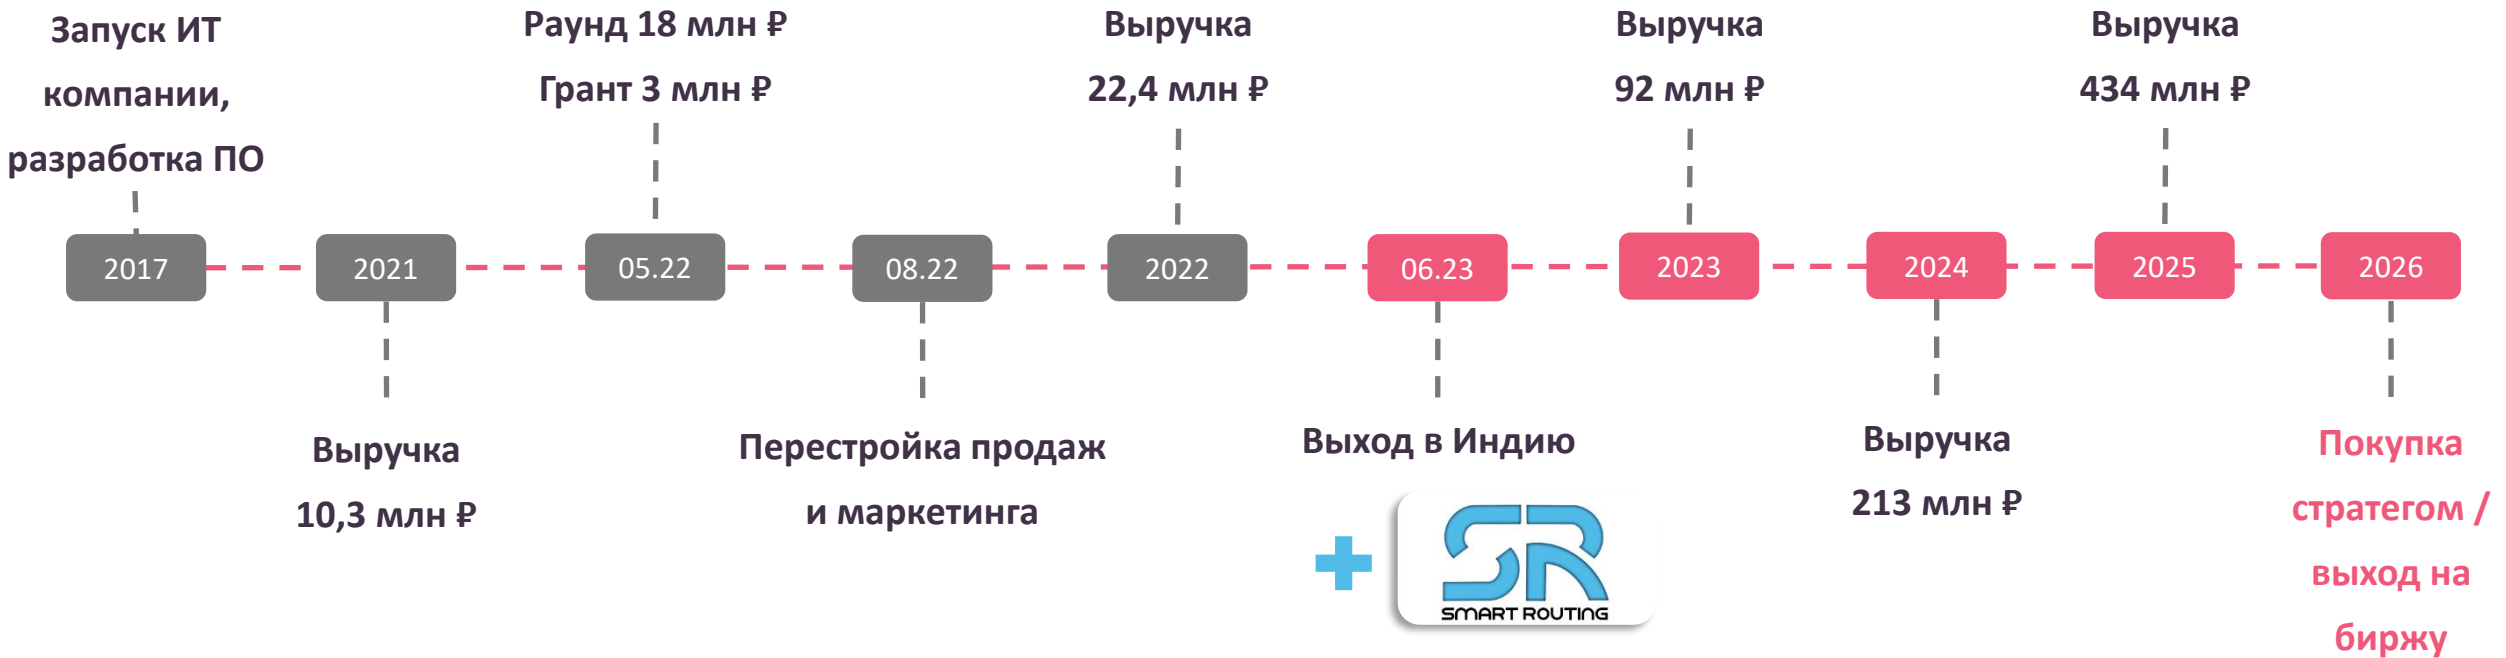 Запуск ИТ
компании,
разработка ПО
2017
2021
Выручка
10,3 млн ₽
Раунд 18 млн ₽
Грант 3 млн ₽
05.22
08.22
Перестройка продаж
и маркетинга
Выручка
22,4 млн ₽
2022
06.23
Выход в Индию
SR
SMART ROUTING
Выручка
92 млн ₽
2023
2024
Выручка
213 млн ₽
Выручка
434 млн ₽
2025
2026
Покупка
стратегом /
выход на
биржу